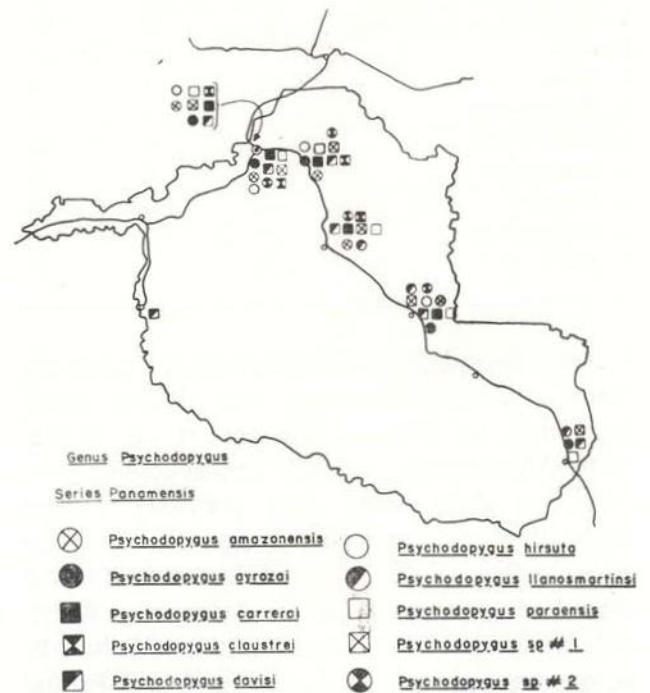 Genus Psychodopygus
Series Panamensis
Psychodopygus amazonensis
Psychodopygus ayrozai
Psychodopygus carrerai
Psychodopygus claustrei
Psychodopygus davisi
Psychodopygus hirsuta
Psychodopygus llanosmartinsi
Psychodopygus paraensis
Psychodopygus sp # 1
Psychodopygus sp. # 2